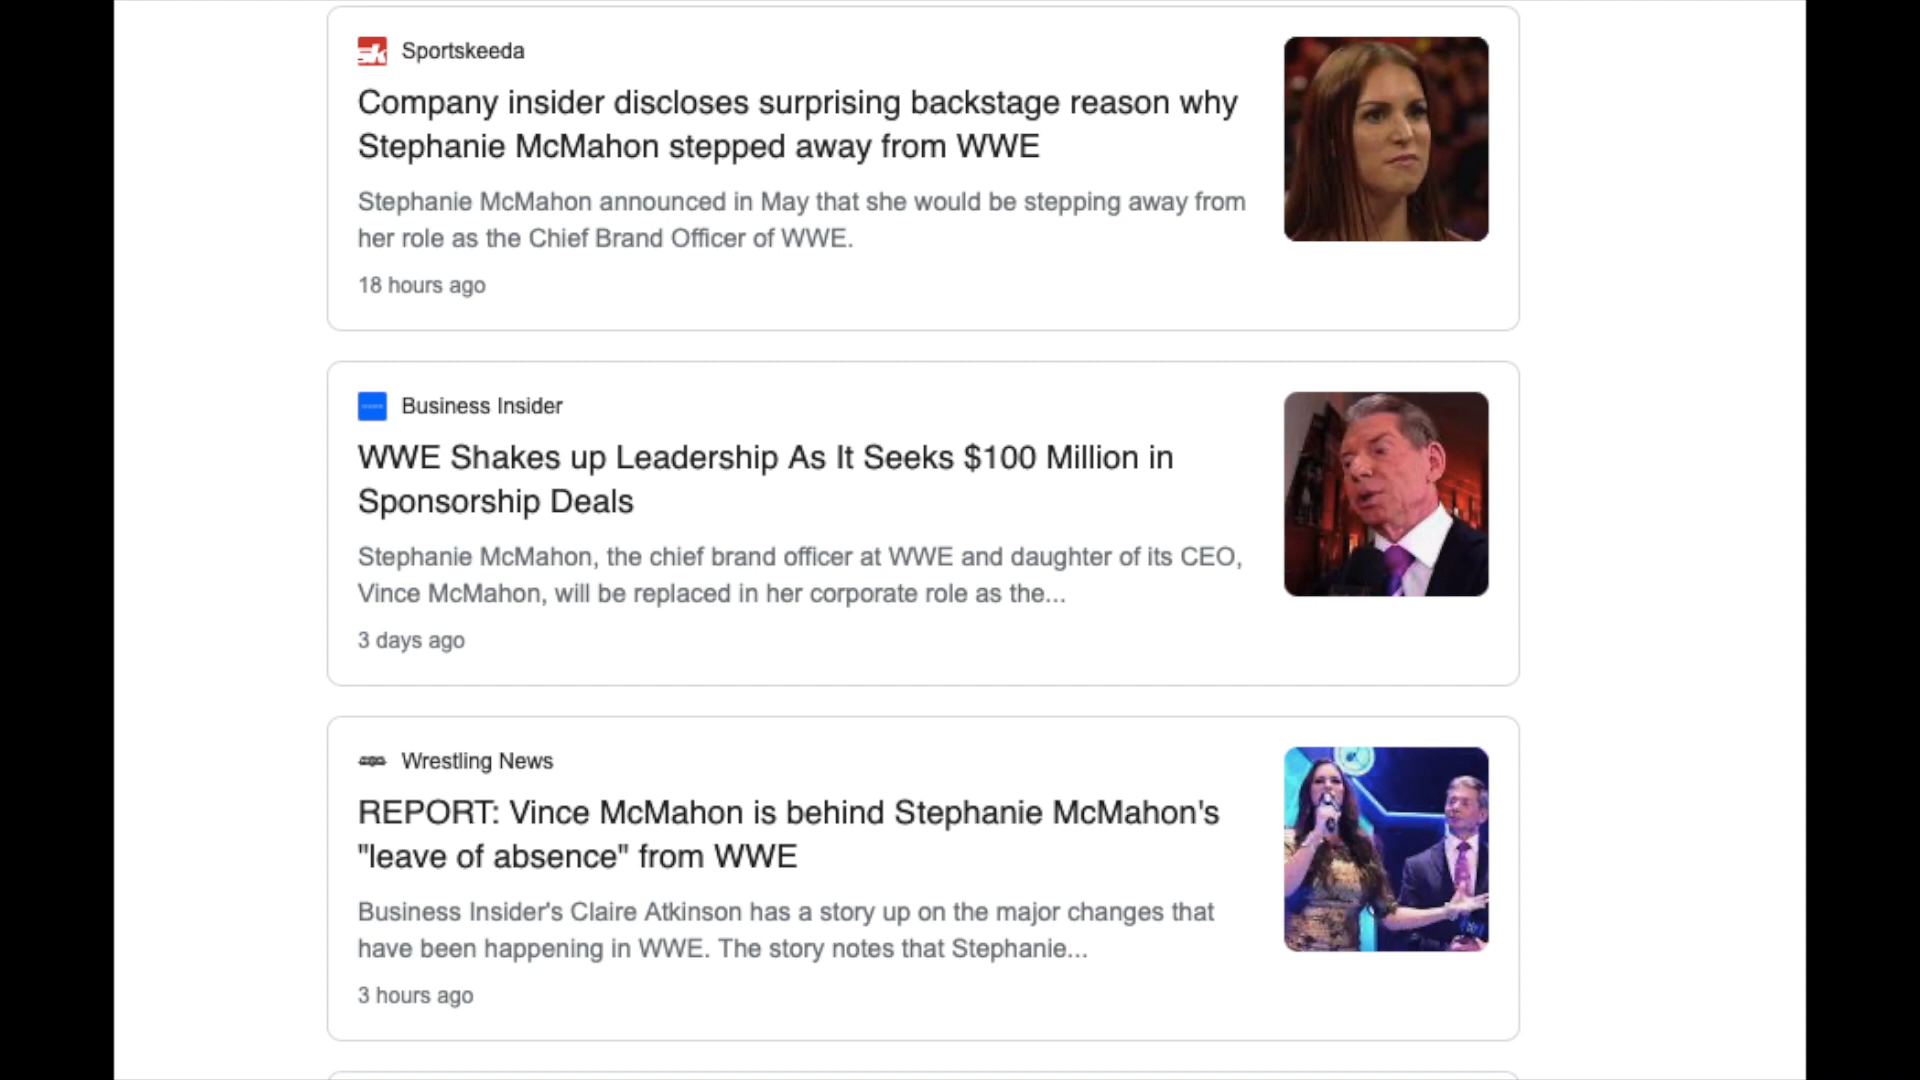 Sportskeeda
Company insider discloses surprising backstage reason why
Stephanie McMahon stepped away from WWE
Stephanie McMahon announced in May that she would be stepping away from
her role as the Chief Brand Officer of WWE.
18 hours ago
Business Insider
WWE Shakes up Leadership As It Seeks $100 Million in
Sponsorship Deals
Stephanie McMahon, the chief brand officer at WWE and daughter of its CEO,
Vince McMahon, will be replaced in her corporate role as the...
3 days ago
Wrestling News
REPORT: Vince McMahon is behind Stephanie McMahon's
"leave of absence" from WWE
Business Insider's Claire Atkinson has a story up on the major changes that
have been happening in WWE. The story notes that Stephanie...
3 hours ago